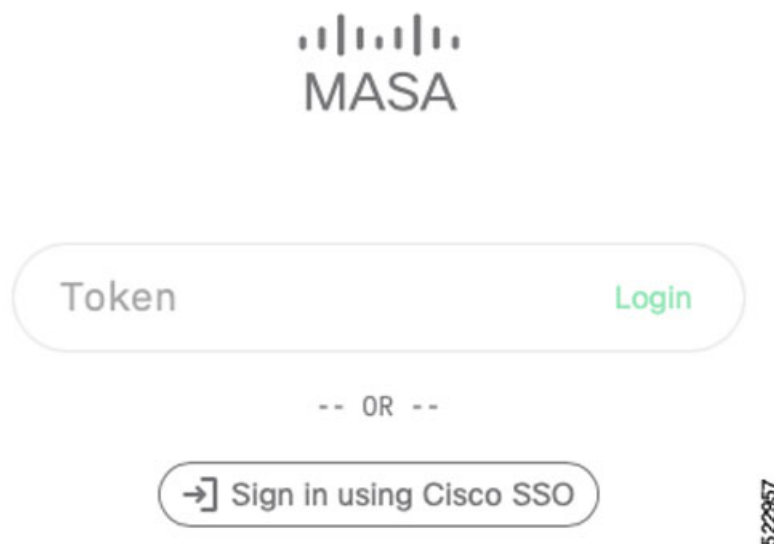 MASA
Token Login
-- OR --
Sign in using Cisco SSO
522957